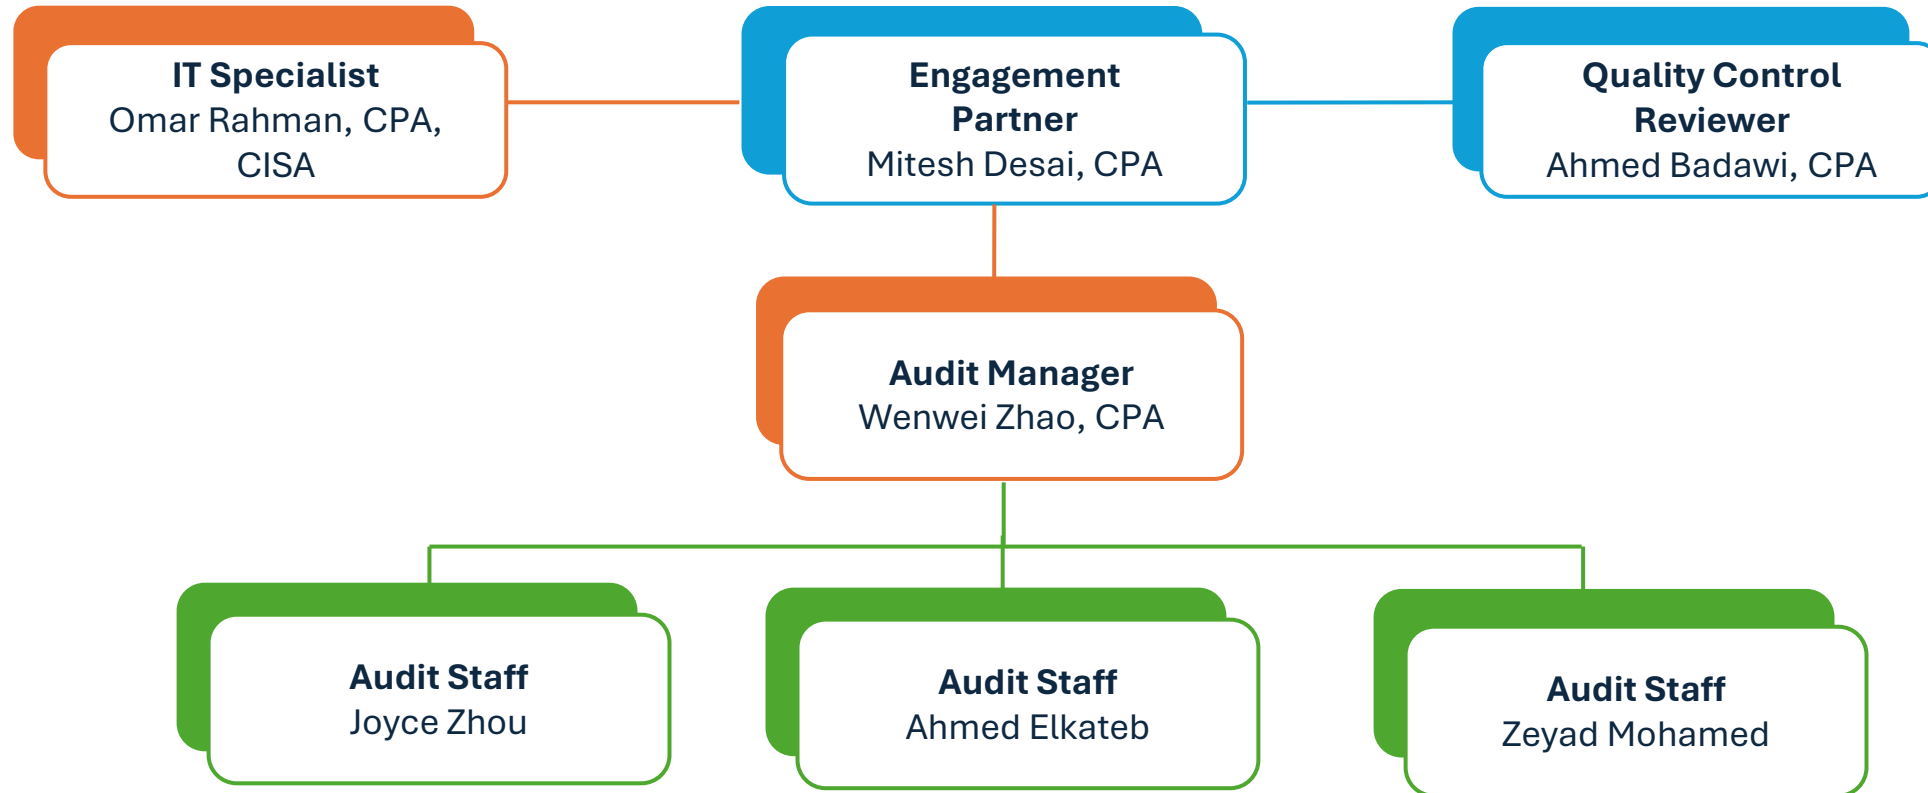 IT Specialist
Omar Rahman, CPA,
CISA
Engagement
Partner
Mitesh Desai, CPA
Quality Control
Reviewer
Ahmed Badawi, CPA
Audit Manager
Wenwei Zhao, CPA
Audit Staff
Joyce Zhou
Audit Staff
Ahmed Elkateb
Audit Staff
Zeyad Mohamed